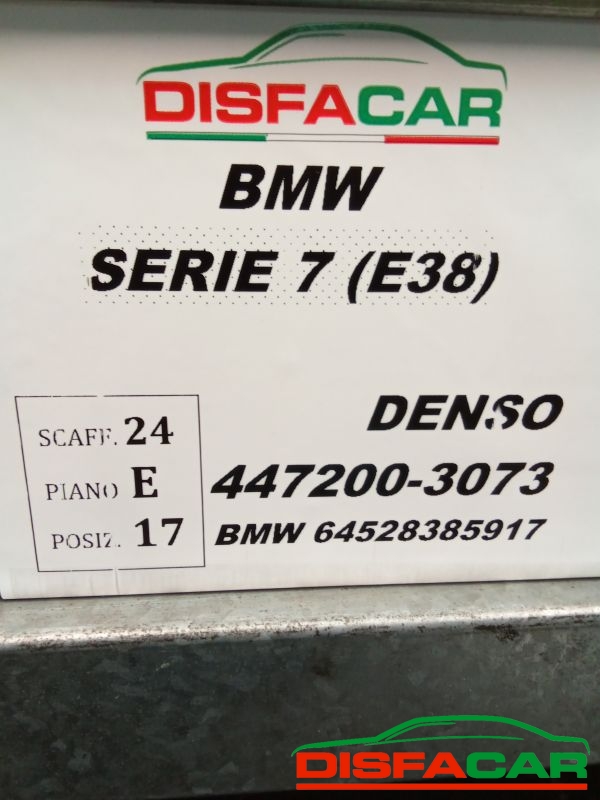 DISFACAR
BMW
SERIE 7 (E38)
SCAFF. 24
PIANO E
POSIZ. 17
DENSO
447200-3073
BMW 64528385917
DISFACAR